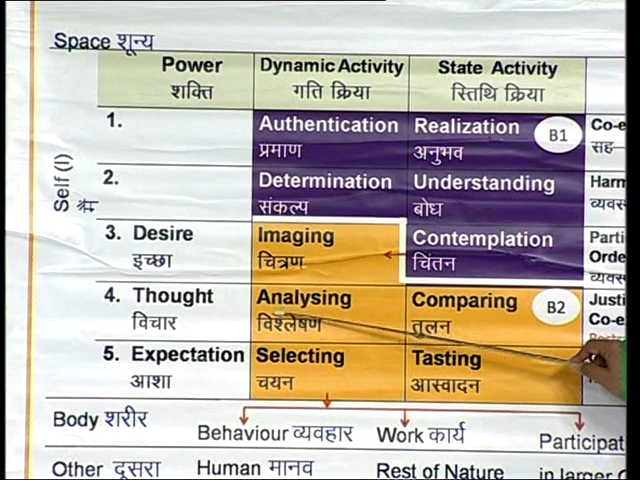 Space शून्य
Power Dynamic Activity State Activity
शक्ति गति क्रिया स्तिथि क्रिया
1. Authentication Realization B1 Co-e
प्रमाण अनुभव सह-
Self (I)
मैं
2. Determination Understanding Harm
संकल्प बोध व्यवस
3. Desire Imaging Contemplation Parti
इच्छा चित्रण चिंतन Orde
व्यवस
4. Thought Analysing Comparing B2 Justi
विचार विश्लेषण तुलन Co-e
5. Expectation Selecting Tasting
आशा चयन आस्वादन
Body शरीर
Behaviour व्यवहार Work कार्य Participat
Other दूसरा Human मानव Rest of Nature in larger